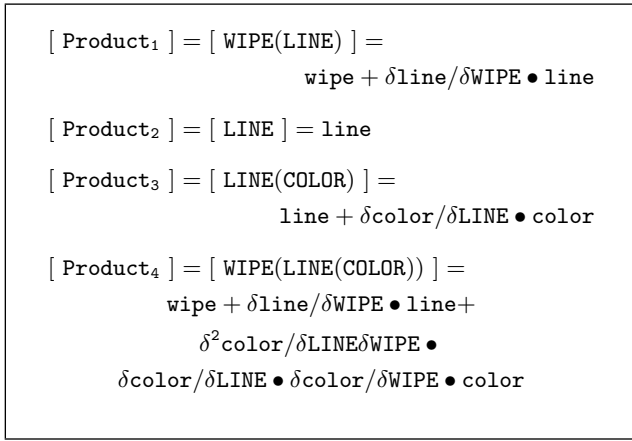 [ Product₁ ] = [ WIPE(LINE) ] =
wipe + δline/δWIPE • line
[ Product₂ ] = [ LINE ] = line
[ Product₃ ] = [ LINE(COLOR) ] =
line + δcolor/δLINE • color
[ Product₄ ] = [ WIPE(LINE(COLOR)) ] =
wipe + δline/δWIPE • line+
δ²color/δLINEδWIPE •
δcolor/δLINE • δcolor/δWIPE • color